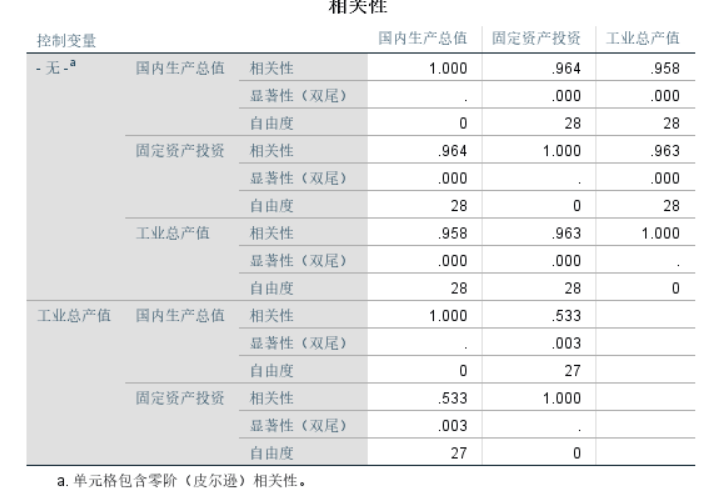 相关性
控制变量 国内生产总值 固定资产投资 工业总产值
- 无 -a 国内生产总值 相关性 1.000 .964 .958
显著性（双尾） . .000 .000
自由度 0 28 28
固定资产投资 相关性 .964 1.000 .963
显著性（双尾） .000 . .000
自由度 28 0 28
工业总产值 相关性 .958 .963 1.000
显著性（双尾） .000 .000 .
自由度 28 28 0
工业总产值 国内生产总值 相关性 1.000 .533
显著性（双尾） . .003
自由度 0 27
固定资产投资 相关性 .533 1.000
显著性（双尾） .003 .
自由度 27 0
a. 单元格包含零阶（皮尔逊）相关性。